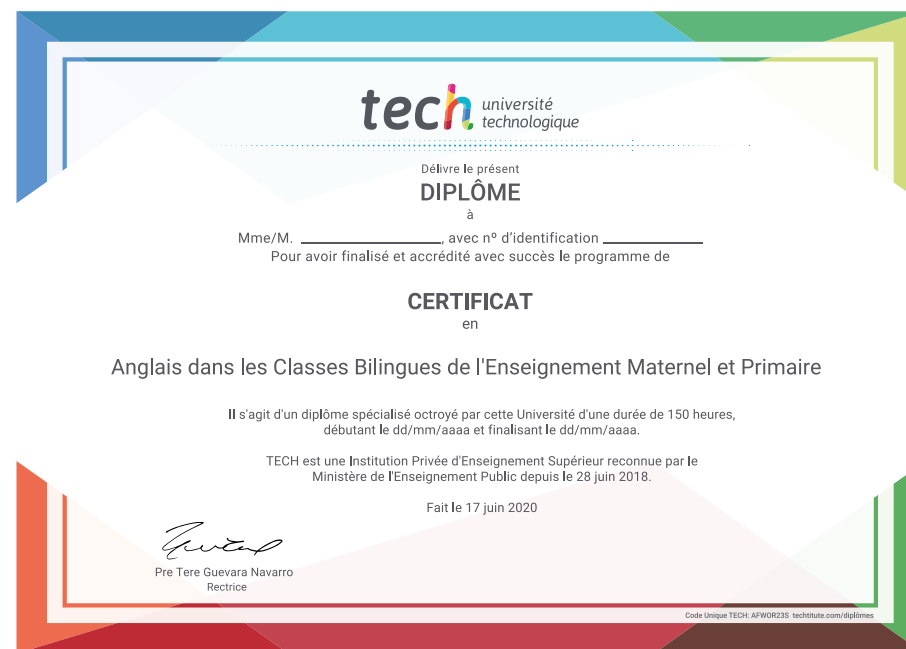 tech université
technologique
Délivre le présent
DIPLÔME
à
Mme/M. ____________________, avec nº d'identification ______________
Pour avoir finalisé et accrédité avec succès le programme de
CERTIFICAT
en
Anglais dans les Classes Bilingues de l'Enseignement Maternel et Primaire
Il s'agit d'un diplôme spécialisé octroyé par cette Université d'une durée de 150 heures,
débutant le dd/mm/aaaa et finalisant le dd/mm/aaaa.
TECH est une Institution Privée d'Enseignement Supérieur reconnue par le
Ministère de l'Enseignement Public depuis le 28 juin 2018.
Fait le 17 juin 2020
Pre Tere Guevara Navarro
Rectrice
Code Unique TECH: AFWOR23S techtitute.com/diplômes